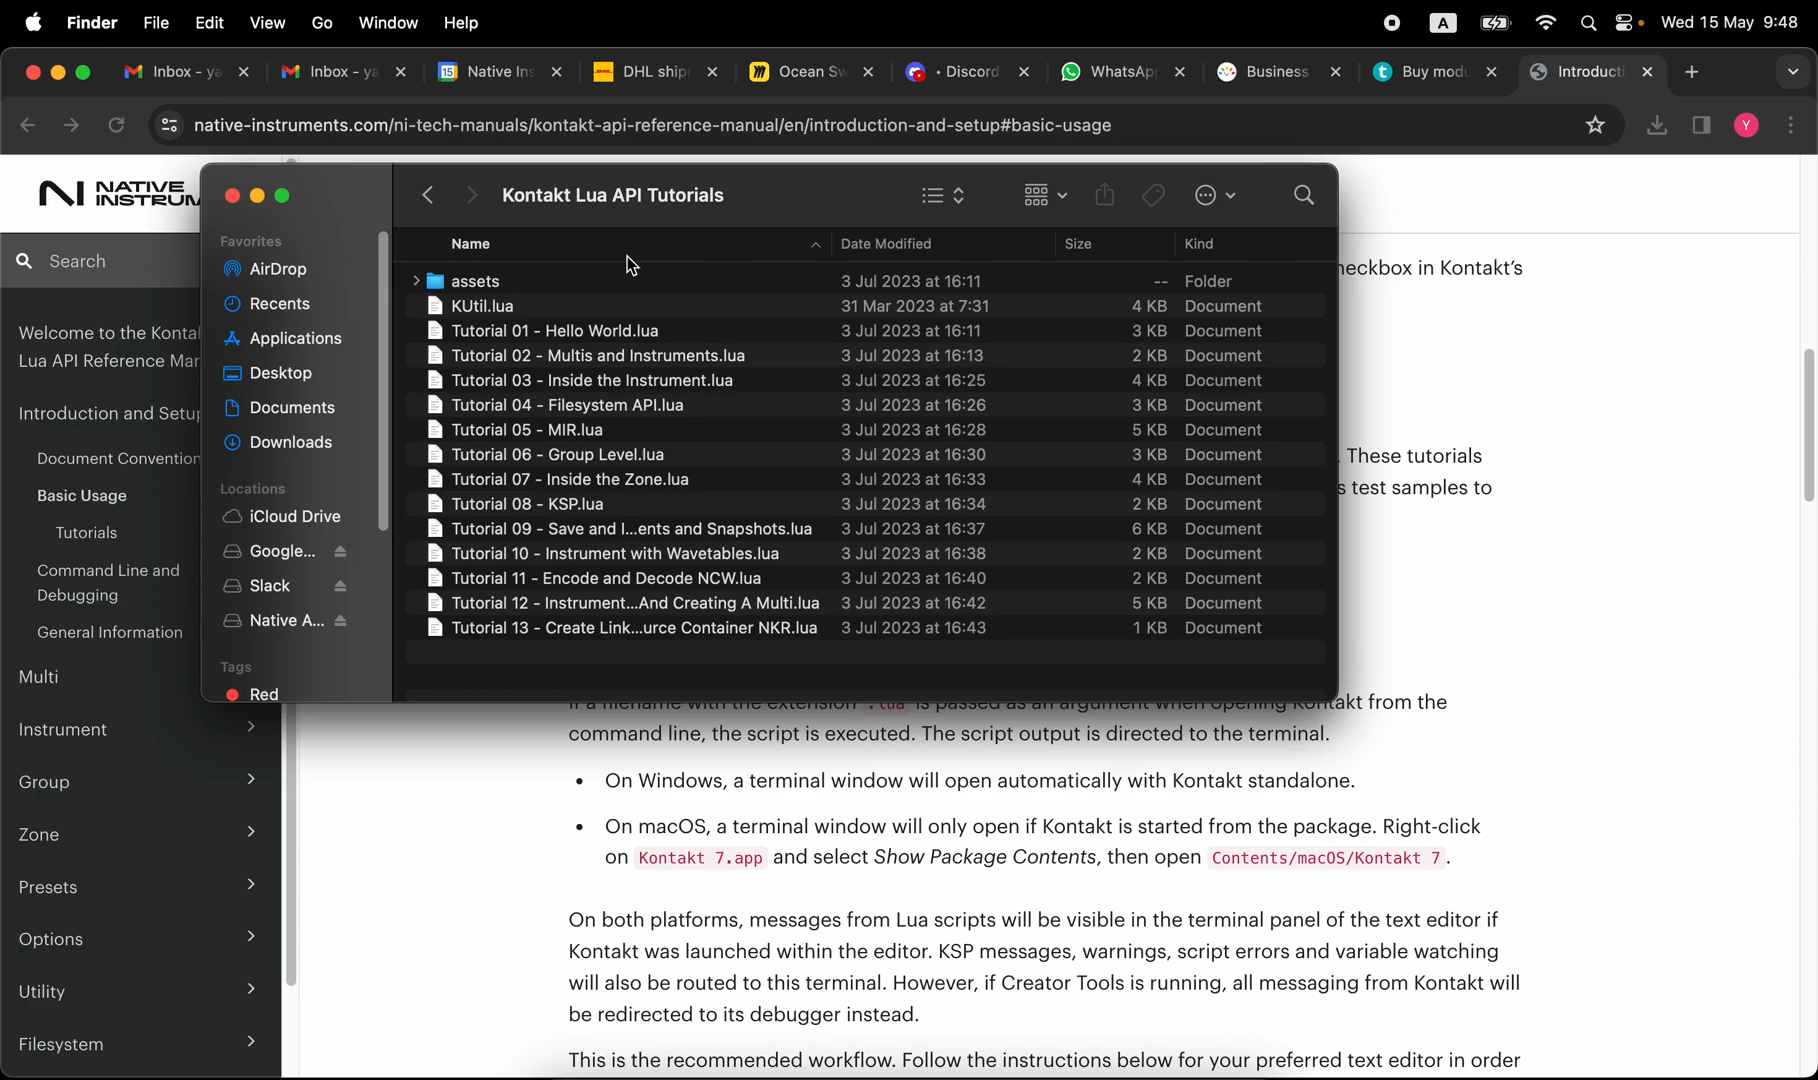 Finder File Edit View Go Window Help A Wed 15 May 9:48
Inbox - ya Inbox - ya 15 Native Ins DHL ship Ocean Sw • Discord WhatsAp Business Buy modu Introducti
native-instruments.com/ni-tech-manuals/kontakt-api-reference-manual/en/introduction-and-setup#basic-usage Y
NATIVE
INSTRUM
Search
Welcome to the Kontak
Lua API Reference Man
Introduction and Setup
Document Convention
Basic Usage
Tutorials
Command Line and
Debugging
General Information
Multi
Instrument
Group
Zone
Presets
Options
Utility
Filesystem
Favorites
AirDrop
Recents
Applications
Desktop
Documents
Downloads
Locations
iCloud Drive
Google...
Slack
Native A...
Tags
Red
Kontakt Lua API Tutorials
Name Date Modified Size Kind
assets 3 Jul 2023 at 16:11 -- Folder
KUtil.lua 31 Mar 2023 at 7:31 4 KB Document
Tutorial 01 - Hello World.lua 3 Jul 2023 at 16:11 3 KB Document
Tutorial 02 - Multis and Instruments.lua 3 Jul 2023 at 16:13 2 KB Document
Tutorial 03 - Inside the Instrument.lua 3 Jul 2023 at 16:25 4 KB Document
Tutorial 04 - Filesystem API.lua 3 Jul 2023 at 16:26 3 KB Document
Tutorial 05 - MIR.lua 3 Jul 2023 at 16:28 5 KB Document
Tutorial 06 - Group Level.lua 3 Jul 2023 at 16:30 3 KB Document
Tutorial 07 - Inside the Zone.lua 3 Jul 2023 at 16:33 4 KB Document
Tutorial 08 - KSP.lua 3 Jul 2023 at 16:34 2 KB Document
Tutorial 09 - Save and l...ents and Snapshots.lua 3 Jul 2023 at 16:37 6 KB Document
Tutorial 10 - Instrument with Wavetables.lua 3 Jul 2023 at 16:38 2 KB Document
Tutorial 11 - Encode and Decode NCW.lua 3 Jul 2023 at 16:40 2 KB Document
Tutorial 12 - Instrument...And Creating A Multi.lua 3 Jul 2023 at 16:42 5 KB Document
Tutorial 13 - Create Link...urce Container NKR.lua 3 Jul 2023 at 16:43 1 KB Document
heckbox in Kontakt's
. These tutorials
s test samples to
If a filename with the extension .lua is passed as an argument when opening Kontakt from the
command line, the script is executed. The script output is directed to the terminal.
• On Windows, a terminal window will open automatically with Kontakt standalone.
• On macOS, a terminal window will only open if Kontakt is started from the package. Right-click
on Kontakt 7.app and select Show Package Contents, then open Contents/macOS/Kontakt 7.
On both platforms, messages from Lua scripts will be visible in the terminal panel of the text editor if
Kontakt was launched within the editor. KSP messages, warnings, script errors and variable watching
will also be routed to this terminal. However, if Creator Tools is running, all messaging from Kontakt will
be redirected to its debugger instead.
This is the recommended workflow. Follow the instructions below for your preferred text editor in order